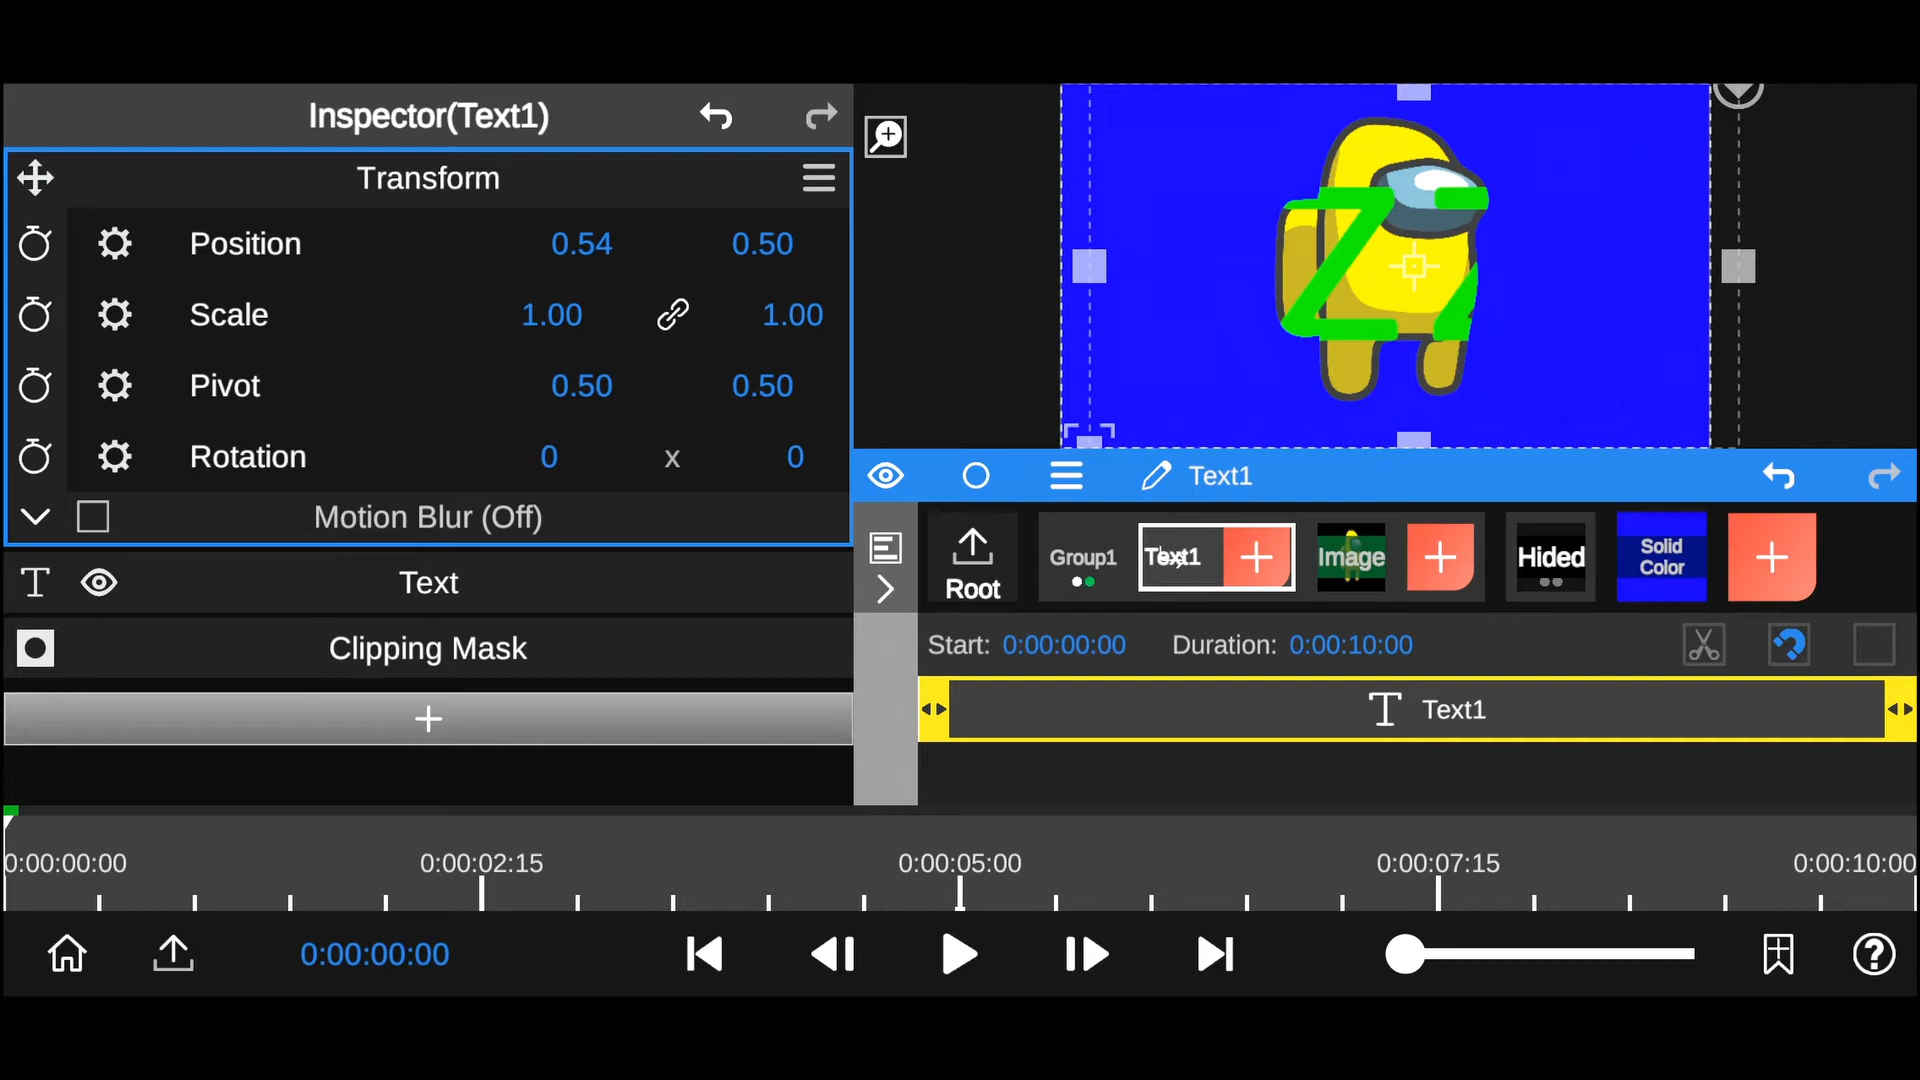 Inspector(Text1)
Transform
Position 0.54 0.50
Scale 1.00 1.00
Pivot 0.50 0.50
Rotation 0 x 0
Motion Blur (Off)
Text
Clipping Mask
ZZ
Text1
Root
Group1
Text1
Image
Hided
Solid
Color
Start: 0:00:00:00 Duration: 0:00:10:00
Text1
0:00:00:00 0:00:02:15 0:00:05:00 0:00:07:15 0:00:10:00
0:00:00:00